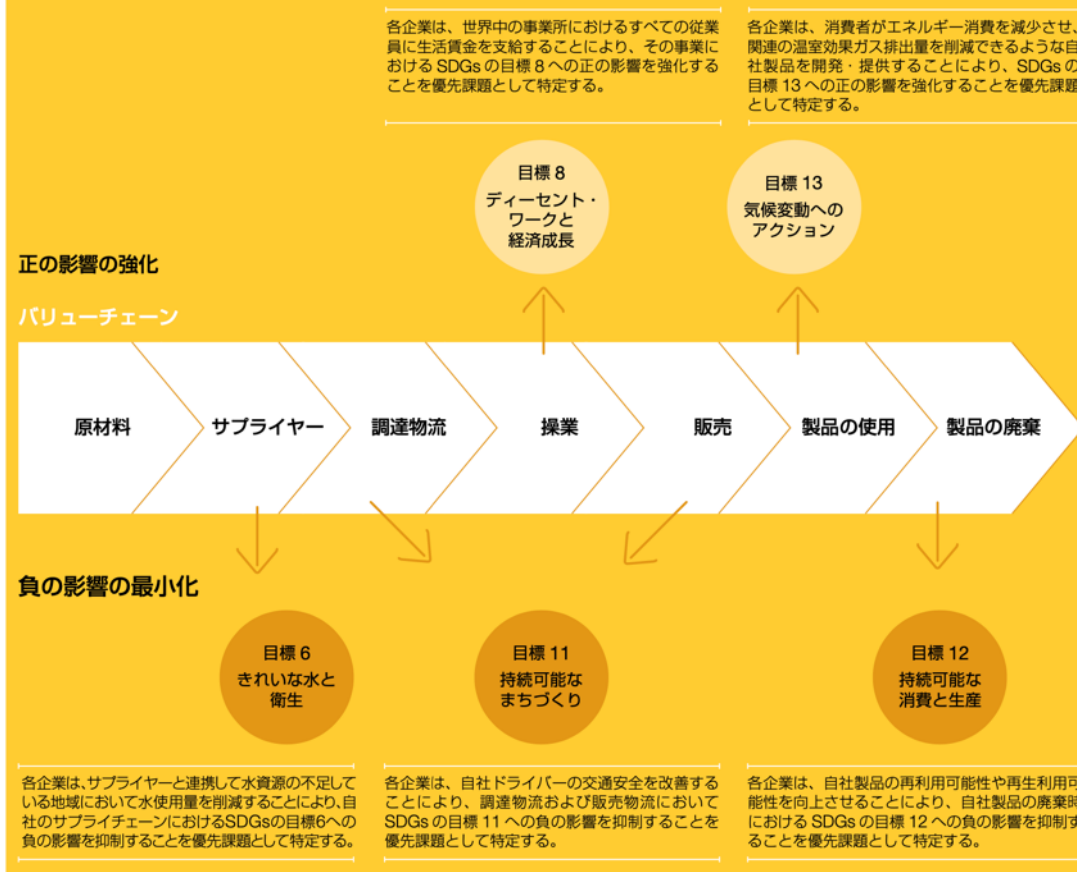 各企業は、世界中の事業所におけるすべての従業
員に生活賃金を支給することにより、その事業に
おける SDGs の目標 8 への正の影響を強化する
ことを優先課題として特定する。
各企業は、消費者がエネルギー消費を減少させ、
関連の温室効果ガス排出量を削減できるような自
社製品を開発・提供することにより、SDGs の
目標 13 への正の影響を強化することを優先課題
として特定する。
目標 8
ディーセント・
ワークと
経済成長
目標 13
気候変動への
アクション
正の影響の強化
バリューチェーン
原材料
サプライヤー
調達物流
操業
販売
製品の使用
製品の廃棄
負の影響の最小化
目標 6
きれいな水と
衛生
目標 11
持続可能な
まちづくり
目標 12
持続可能な
消費と生産
各企業は、サプライヤーと連携して水資源の不足して
いる地域において水使用量を削減することにより、自
社のサプライチェーンにおけるSDGsの目標6への
負の影響を抑制することを優先課題として特定する。
各企業は、自社ドライバーの交通安全を改善する
ことにより、調達物流および販売物流において
SDGs の目標 11 への負の影響を抑制することを
優先課題として特定する。
各企業は、自社製品の再利用可能性や再生利用可
能性を向上させることにより、自社製品の廃棄時
における SDGs の目標 12 への負の影響を抑制す
ることを優先課題として特定する。